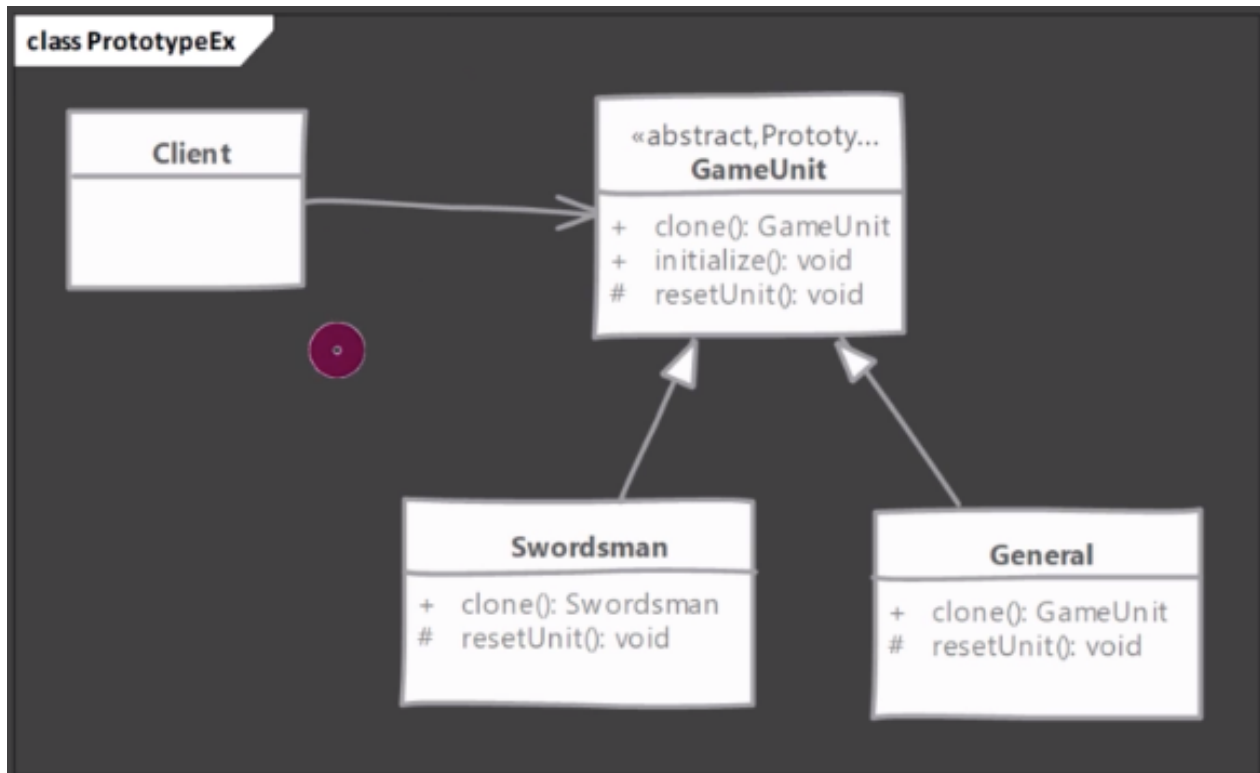 class PrototypeEx
Client
«abstract,Prototy...
GameUnit
+ clone(): GameUnit
+ initialize(): void
# resetUnit(): void
Swordsman
+ clone(): Swordsman
# resetUnit(): void
General
+ clone(): GameUnit
# resetUnit(): void